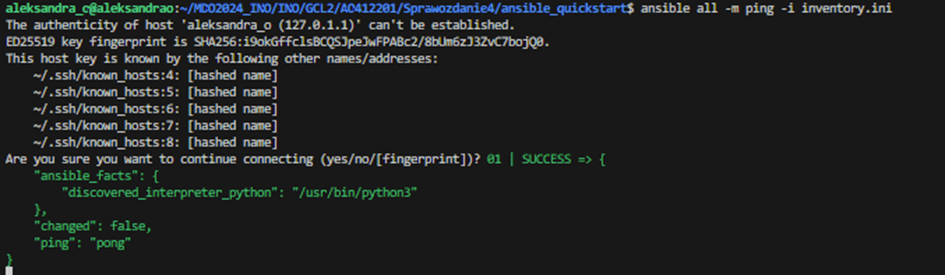 aleksandra_c@aleksandrao:~/MDO2024_INO/INO/GCL2/AC412201/Sprawozdanie4/ansible_quickstart$ ansible all -m ping -i inventory.ini
The authenticity of host 'aleksandra_o (127.0.1.1)' can't be established.
ED25519 key fingerprint is SHA256:i9okGffclsBCQSJpeJwFPABc2/8bUm6zJ3ZvC7bojQ0.
This host key is known by the following other names/addresses:
    ~/.ssh/known_hosts:4: [hashed name]
    ~/.ssh/known_hosts:5: [hashed name]
    ~/.ssh/known_hosts:6: [hashed name]
    ~/.ssh/known_hosts:7: [hashed name]
    ~/.ssh/known_hosts:8: [hashed name]
Are you sure you want to continue connecting (yes/no/[fingerprint])? 01 | SUCCESS => {
    "ansible_facts": {
        "discovered_interpreter_python": "/usr/bin/python3"
    },
    "changed": false,
    "ping": "pong"
}